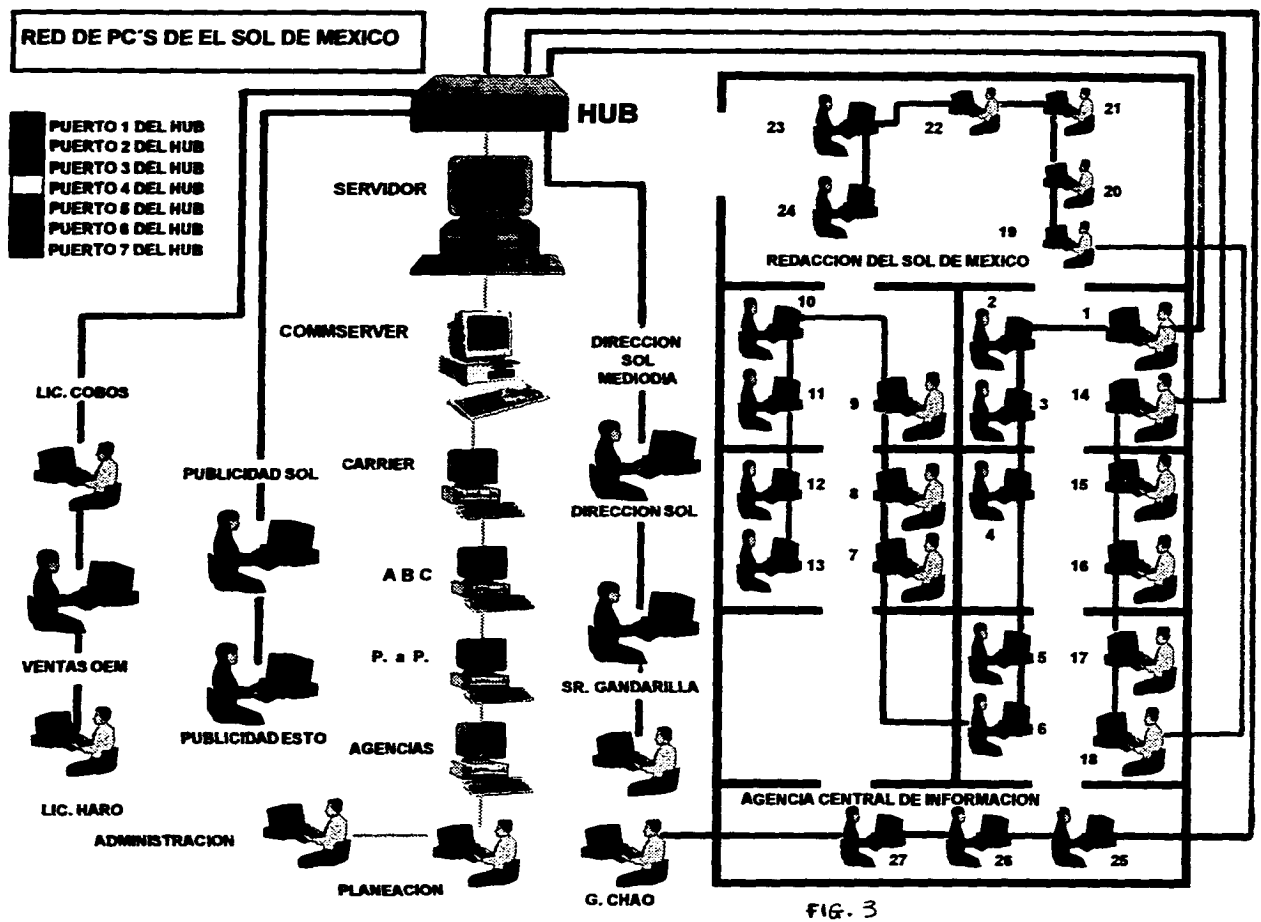 RED DE PC´S DE EL SOL DE MEXICO
HUB
PUERTO 1 DEL HUB
PUERTO 2 DEL HUB
PUERTO 3 DEL HUB
PUERTO 4 DEL HUB
PUERTO 5 DEL HUB
PUERTO 6 DEL HUB
PUERTO 7 DEL HUB
SERVIDOR
COMMSERVER
CARRIER
A B C
P. a P.
AGENCIAS
LIC. COBOS
VENTAS OEM
LIC. HARO
PUBLICIDAD SOL
PUBLICIDAD ESTO
ADMINISTRACION
PLANEACION
DIRECCION
SOL
MEDIODIA
DIRECCION SOL
SR. GANDARILLA
G. CHAO
23
22
21
24
20
19
REDACCION DEL SOL DE MEXICO
10
2
1
11
9
3
14
12
8
4
15
13
7
16
5
17
6
18
AGENCIA CENTRAL DE INFORMACION
27
26
25
FIG. 3